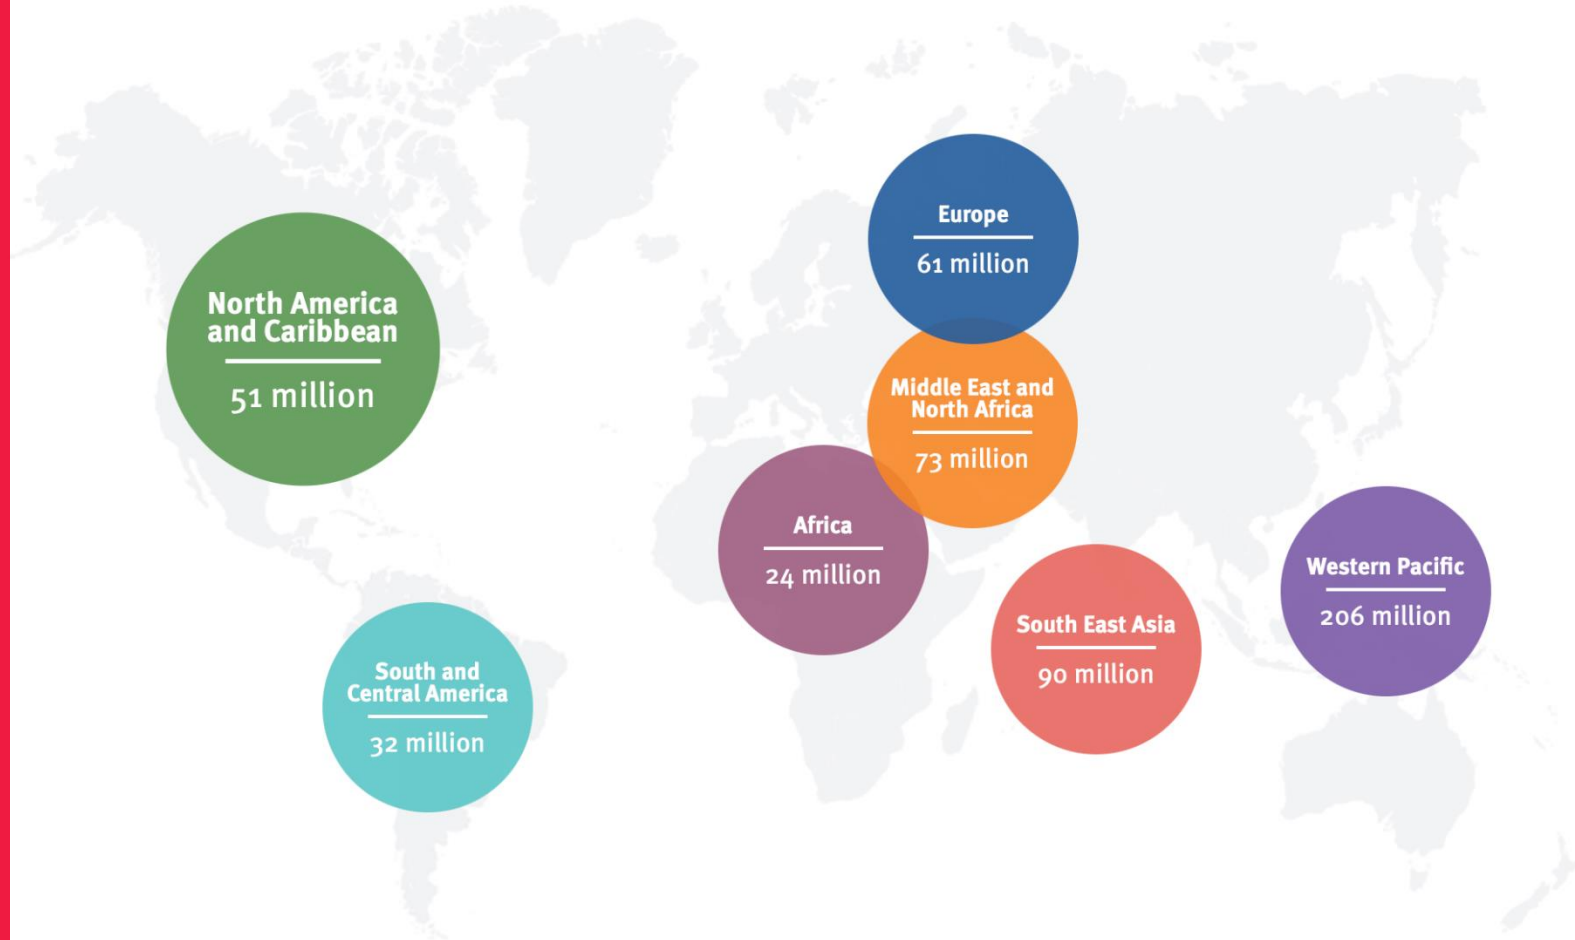 Europe
61 million
North America
and Caribbean
51 million
Middle East and
North Africa
73 million
Africa
24 million
Western Pacific
206 million
South East Asia
90 million
South and
Central America
32 million